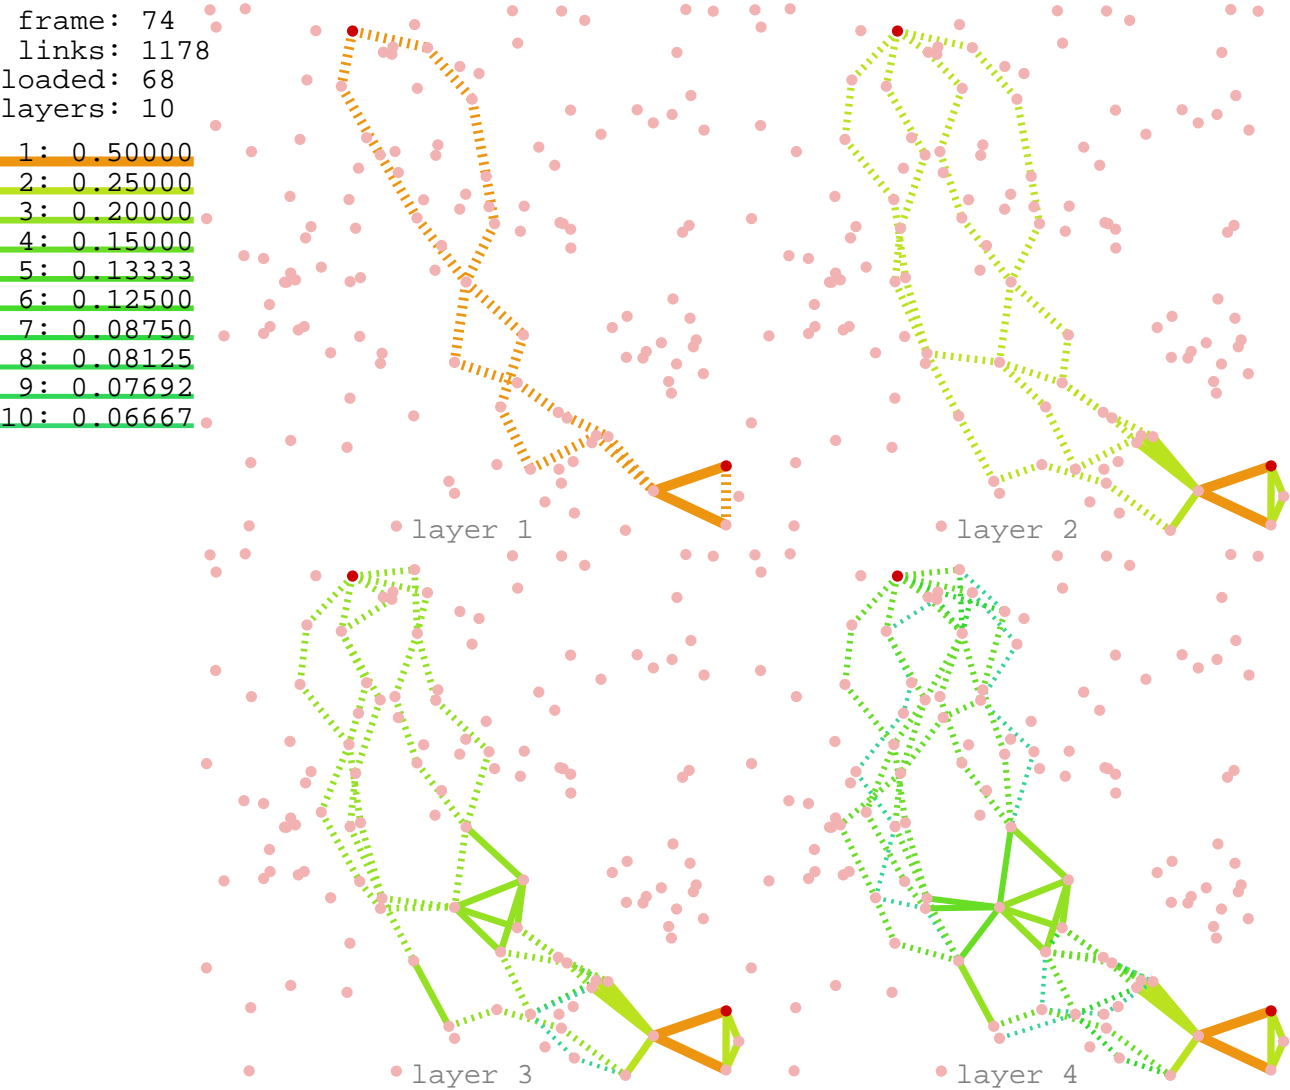 frame: 74
links: 1178
loaded: 68
layers: 10
1: 0.50000
2: 0.25000
3: 0.20000
4: 0.15000
5: 0.13333
6: 0.12500
7: 0.08750
8: 0.08125
9: 0.07692
10: 0.06667
layer 1
layer 2
layer 3
layer 4